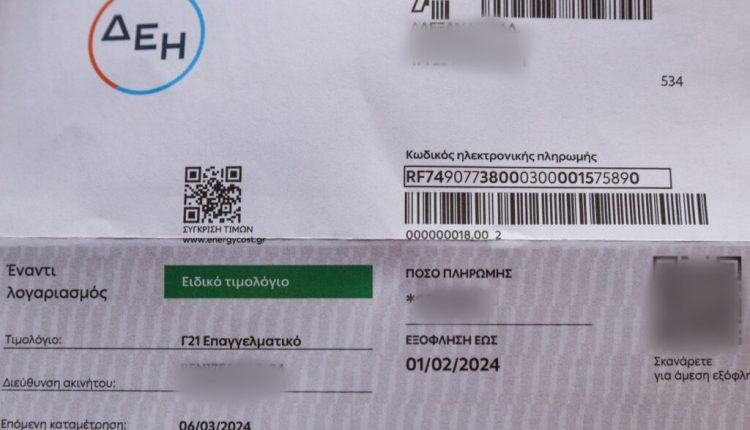 ΔΕΗ
534
Κωδικός ηλεκτρονικής πληρωμής
RF74907738000300001575890
ΣΥΓΚΡΙΣΗ ΤΙΜΩΝ
www.energycost.gr
000000018,00 2
Έναντι
λογαριασμός
Ειδικό τιμολόγιο
ΠΟΣΟ ΠΛΗΡΩΜΗΣ
*
Τιμολόγιο:
Γ21 Επαγγελματικό
ΕΞΟΦΛΗΣΗ ΕΩΣ
01/02/2024
Διεύθυνση ακινήτου:
Σκανάρετε
για άμεση εξόφλη
Επόμενη καταμέτρηση:
06/03/2024